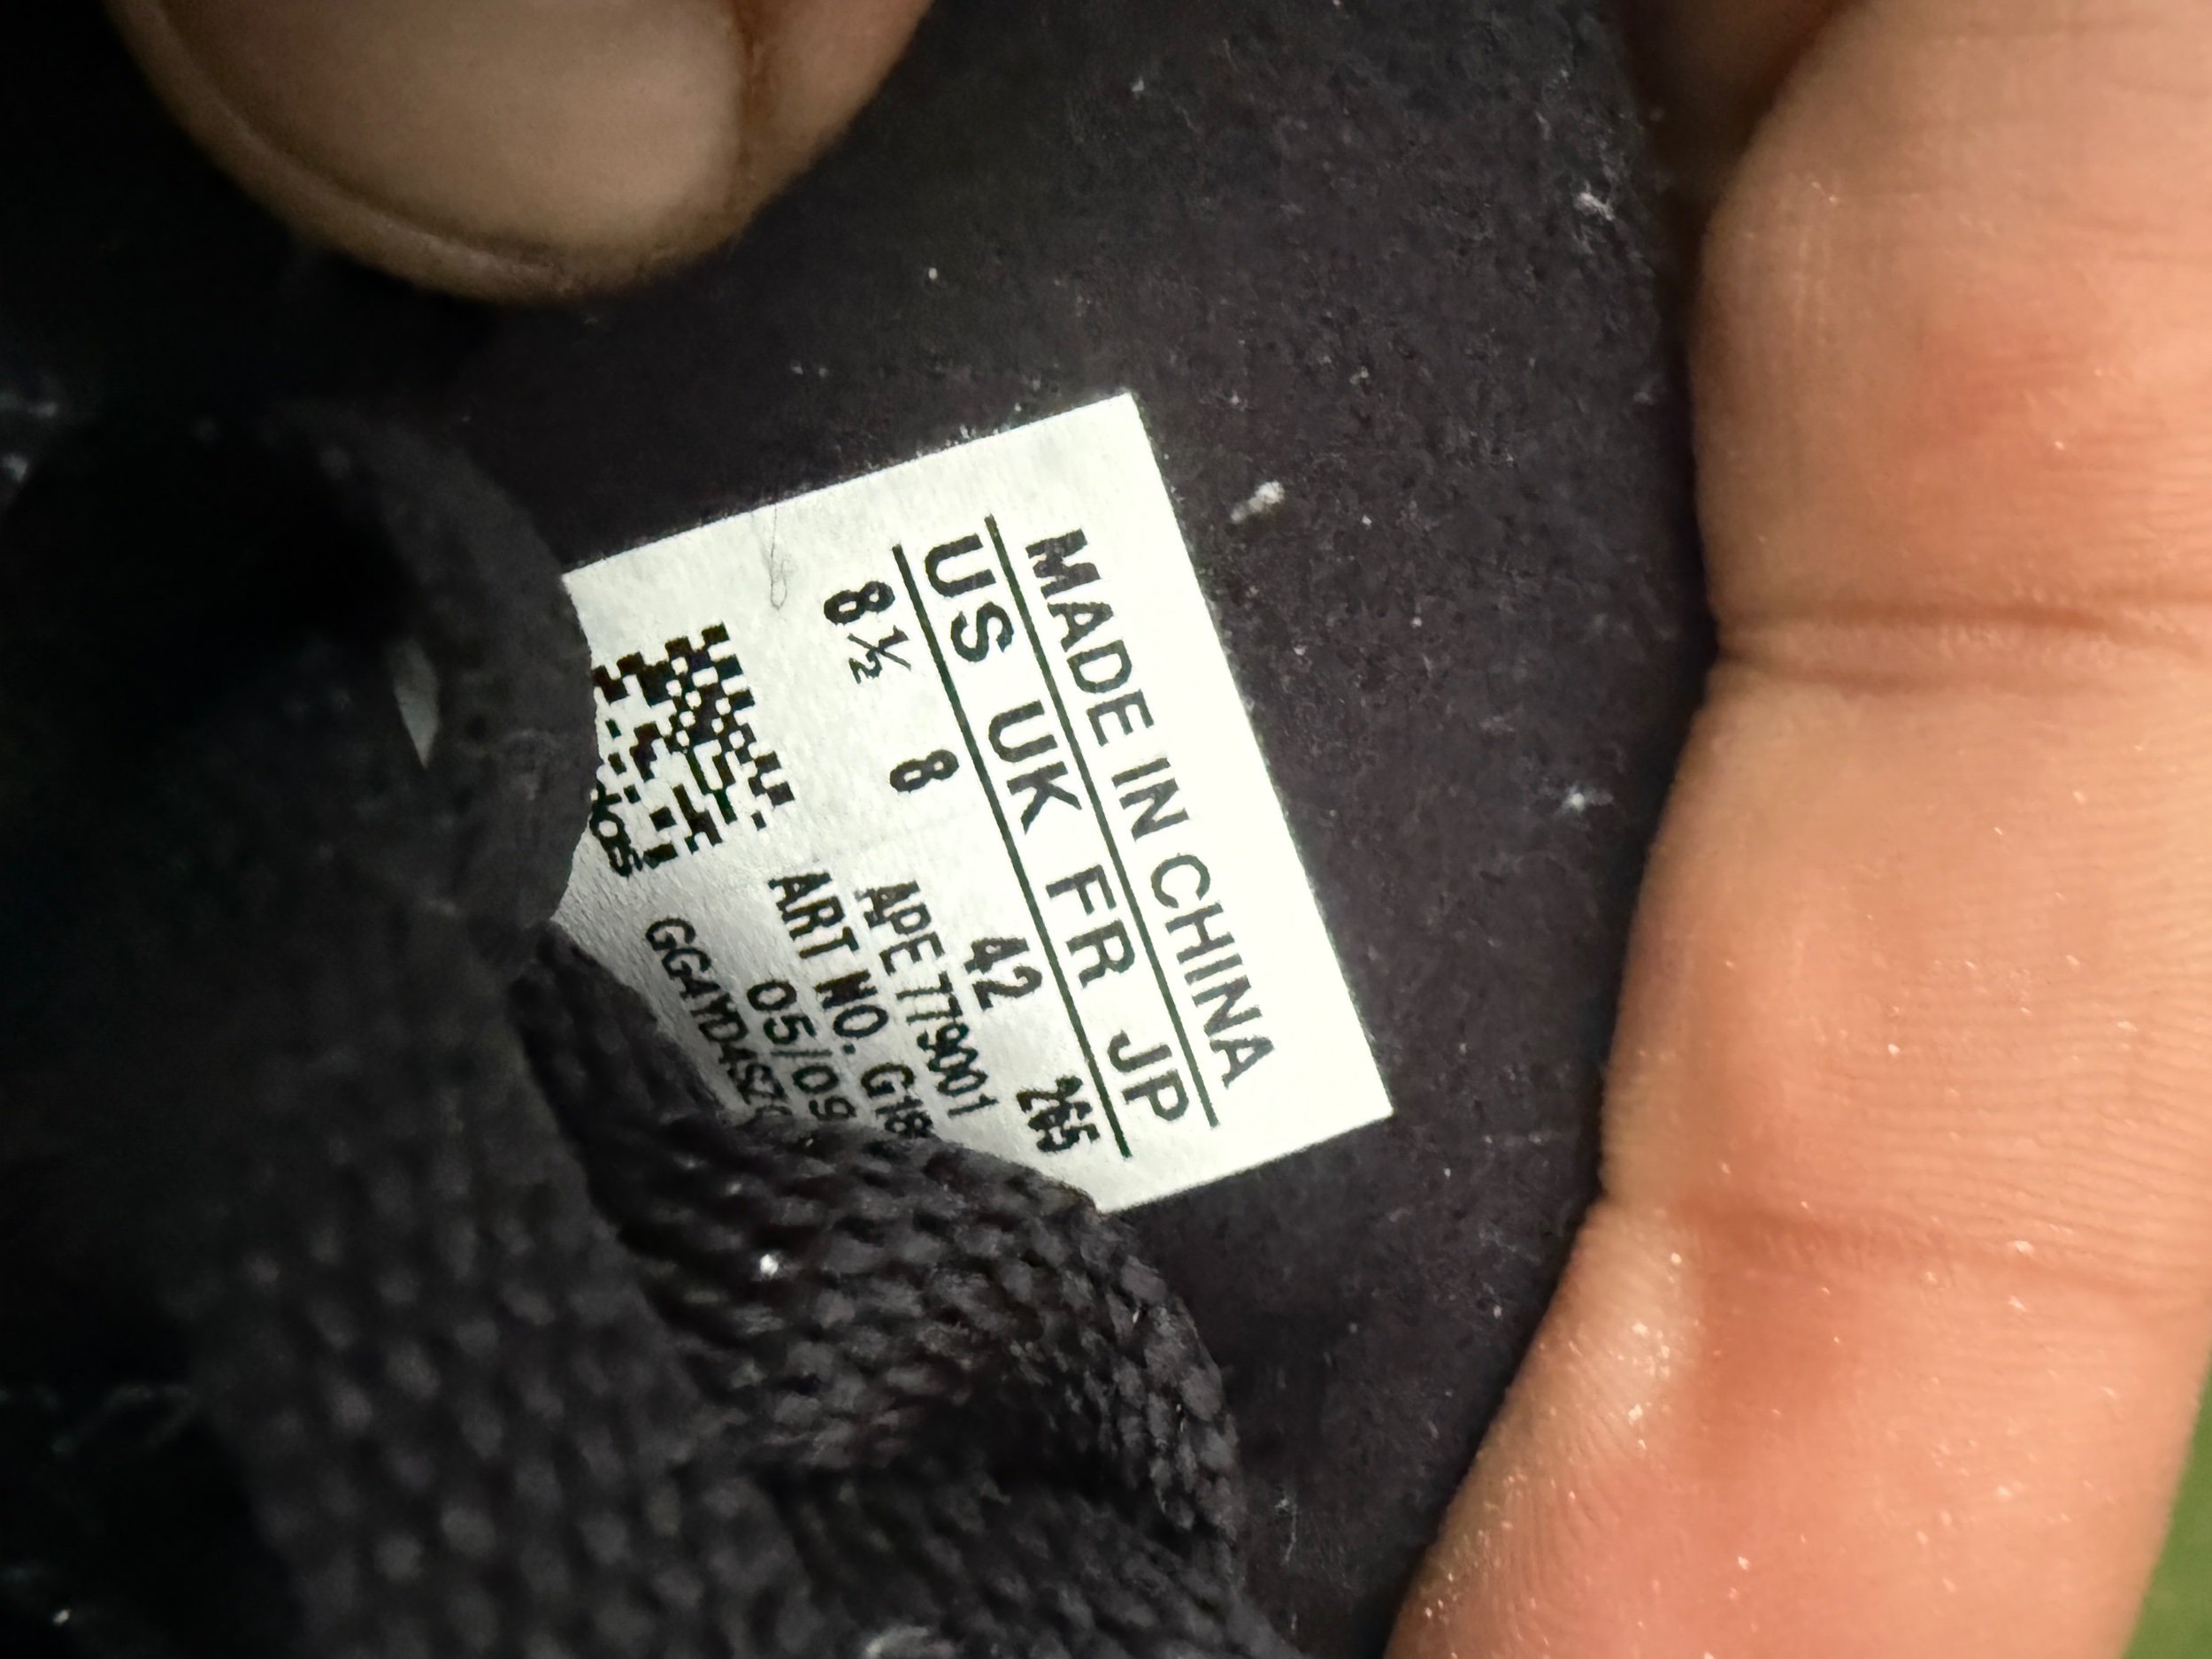 MADE IN CHINA
US UK FR JP
8½ 8 42 265
APE 779001
ART NO. G18
05/09
GG4YD4SZ